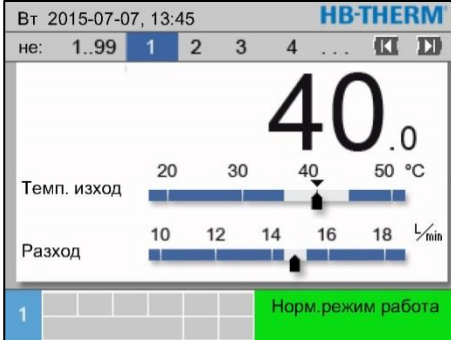 Вт 2015-07-07, 13:45 HB-THERM
не: 1..99 1 2 3 4 ...
40.0
20 30 40 50 °C
Темп. изход
10 12 14 16 18 L/min
Разход
1 Норм.режим работа